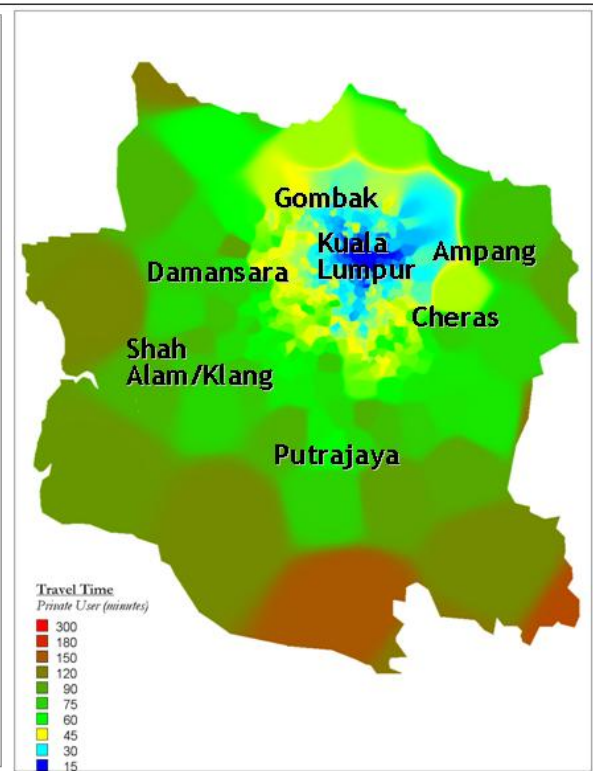 Gombak
Kuala
Lumpur
Ampang
Damansara
Cheras
Shah
Alam/Klang
Putrajaya
Travel Time
Private User (minutes)
300
180
150
120
90
75
60
45
30
15